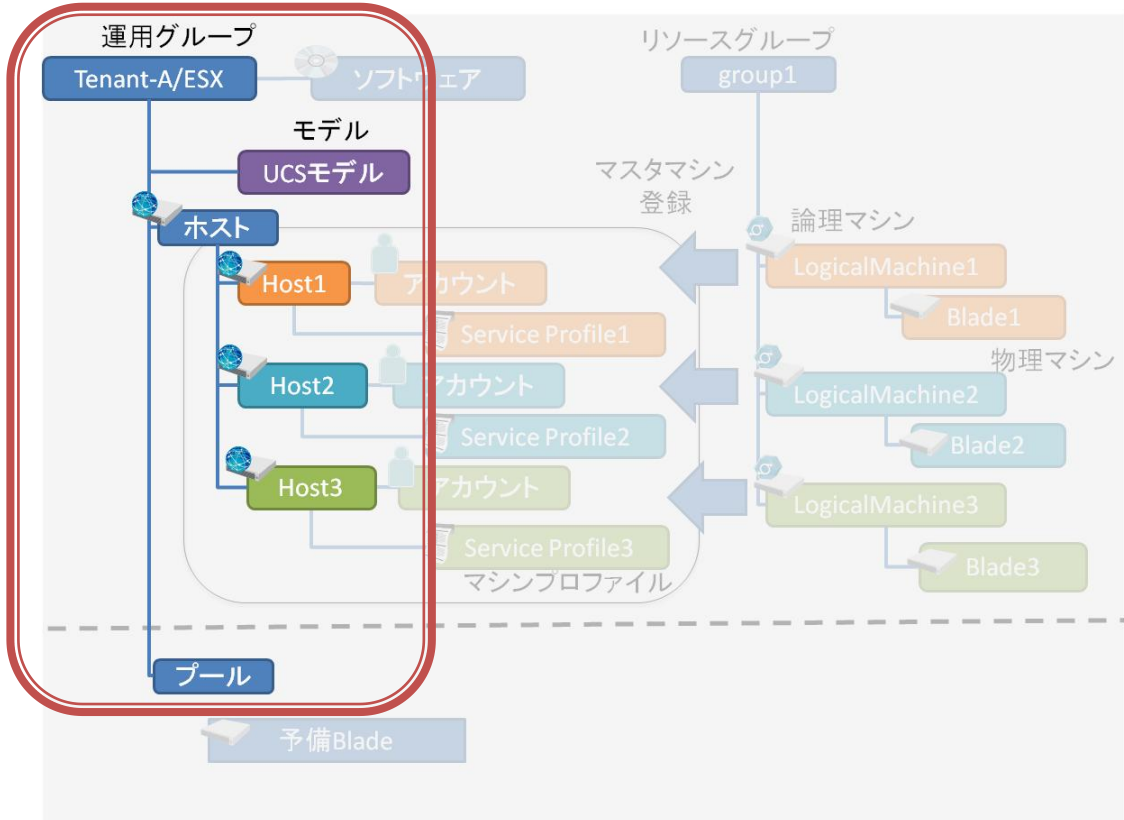 運用グループ
リソースグループ
Tenant-A/ESX
ソフトウェア
group1
モデル
UCSモデル
マスタマシン
登録
ホスト
論理マシン
Host1
アカウント
LogicalMachine1
Service Profile1
Blade1
物理マシン
Host2
アカウント
LogicalMachine2
Service Profile2
Blade2
Host3
アカウント
LogicalMachine3
Service Profile3
Blade3
マシンプロファイル
プール
予備Blade